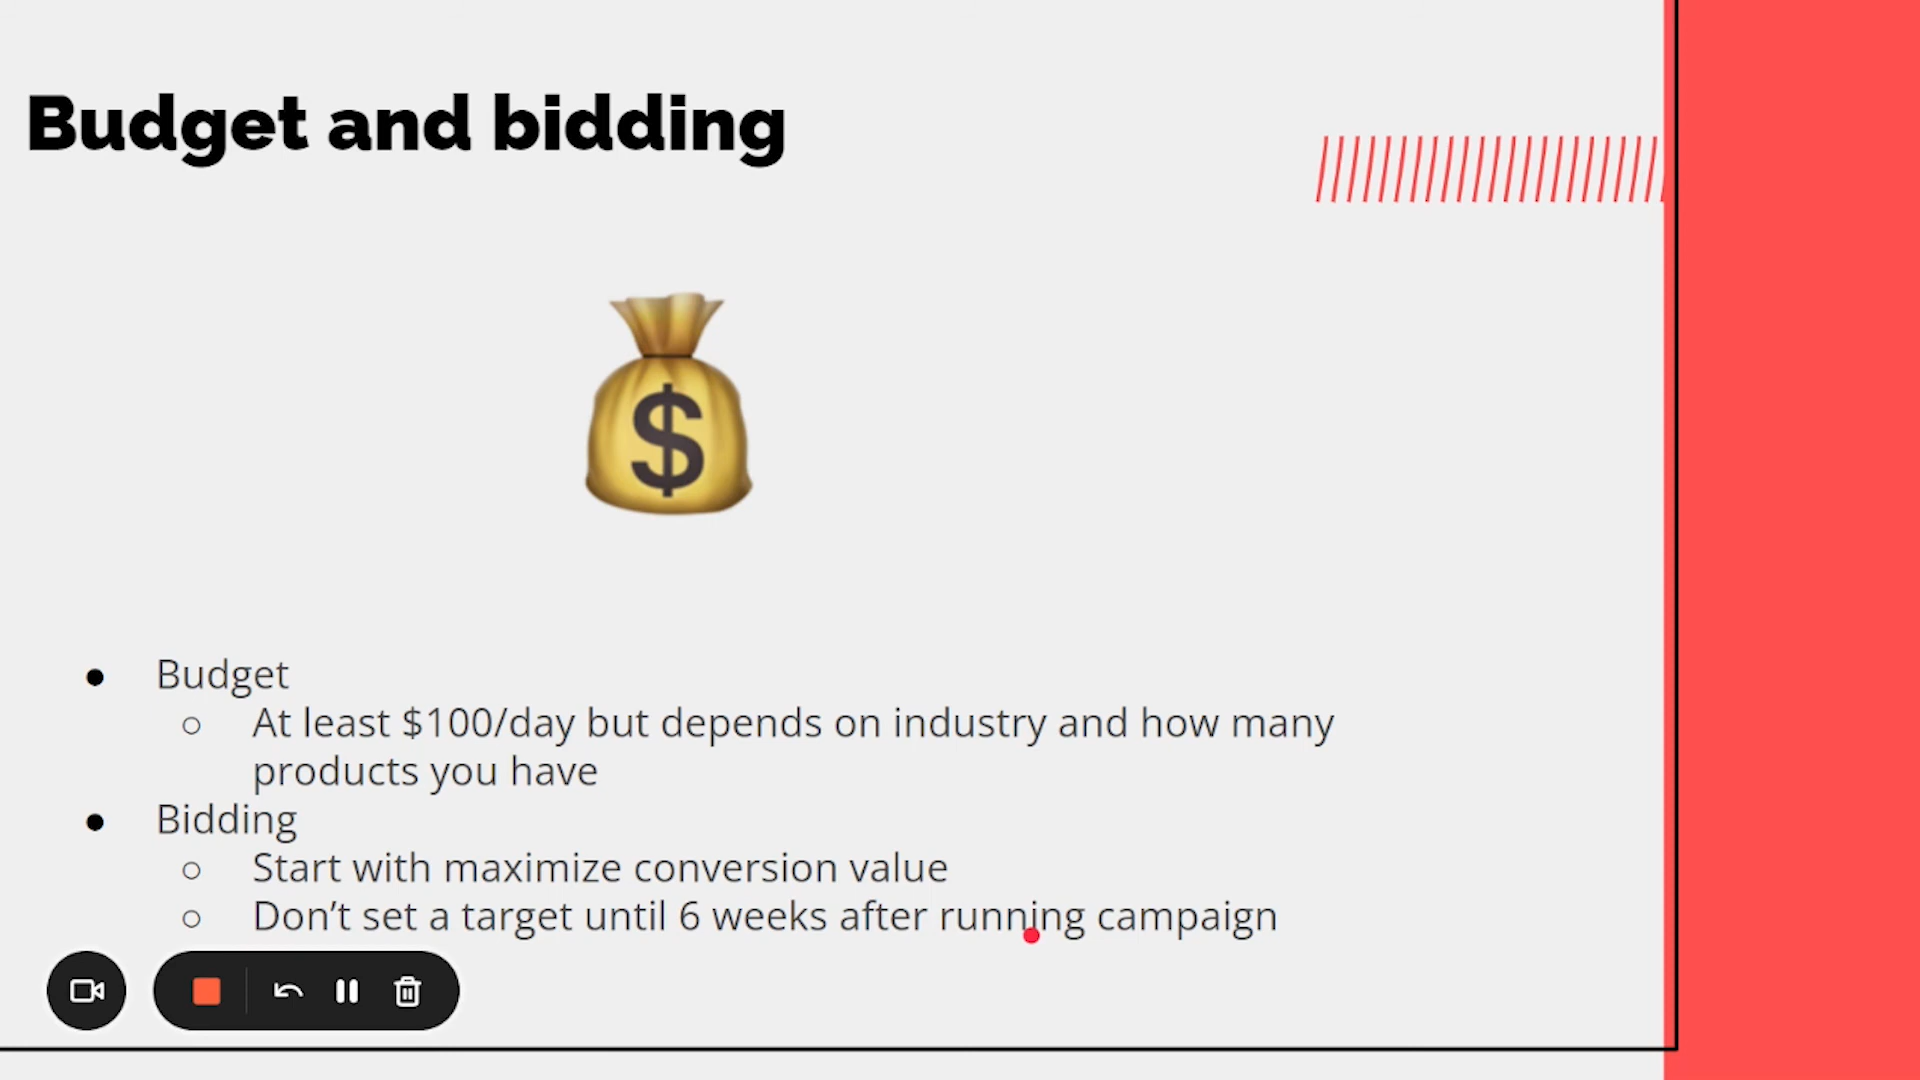 Budget and bidding
$
● Budget
○ At least $100/day but depends on industry and how many
products you have
● Bidding
○ Start with maximize conversion value
○ Don’t set a target until 6 weeks after running campaign